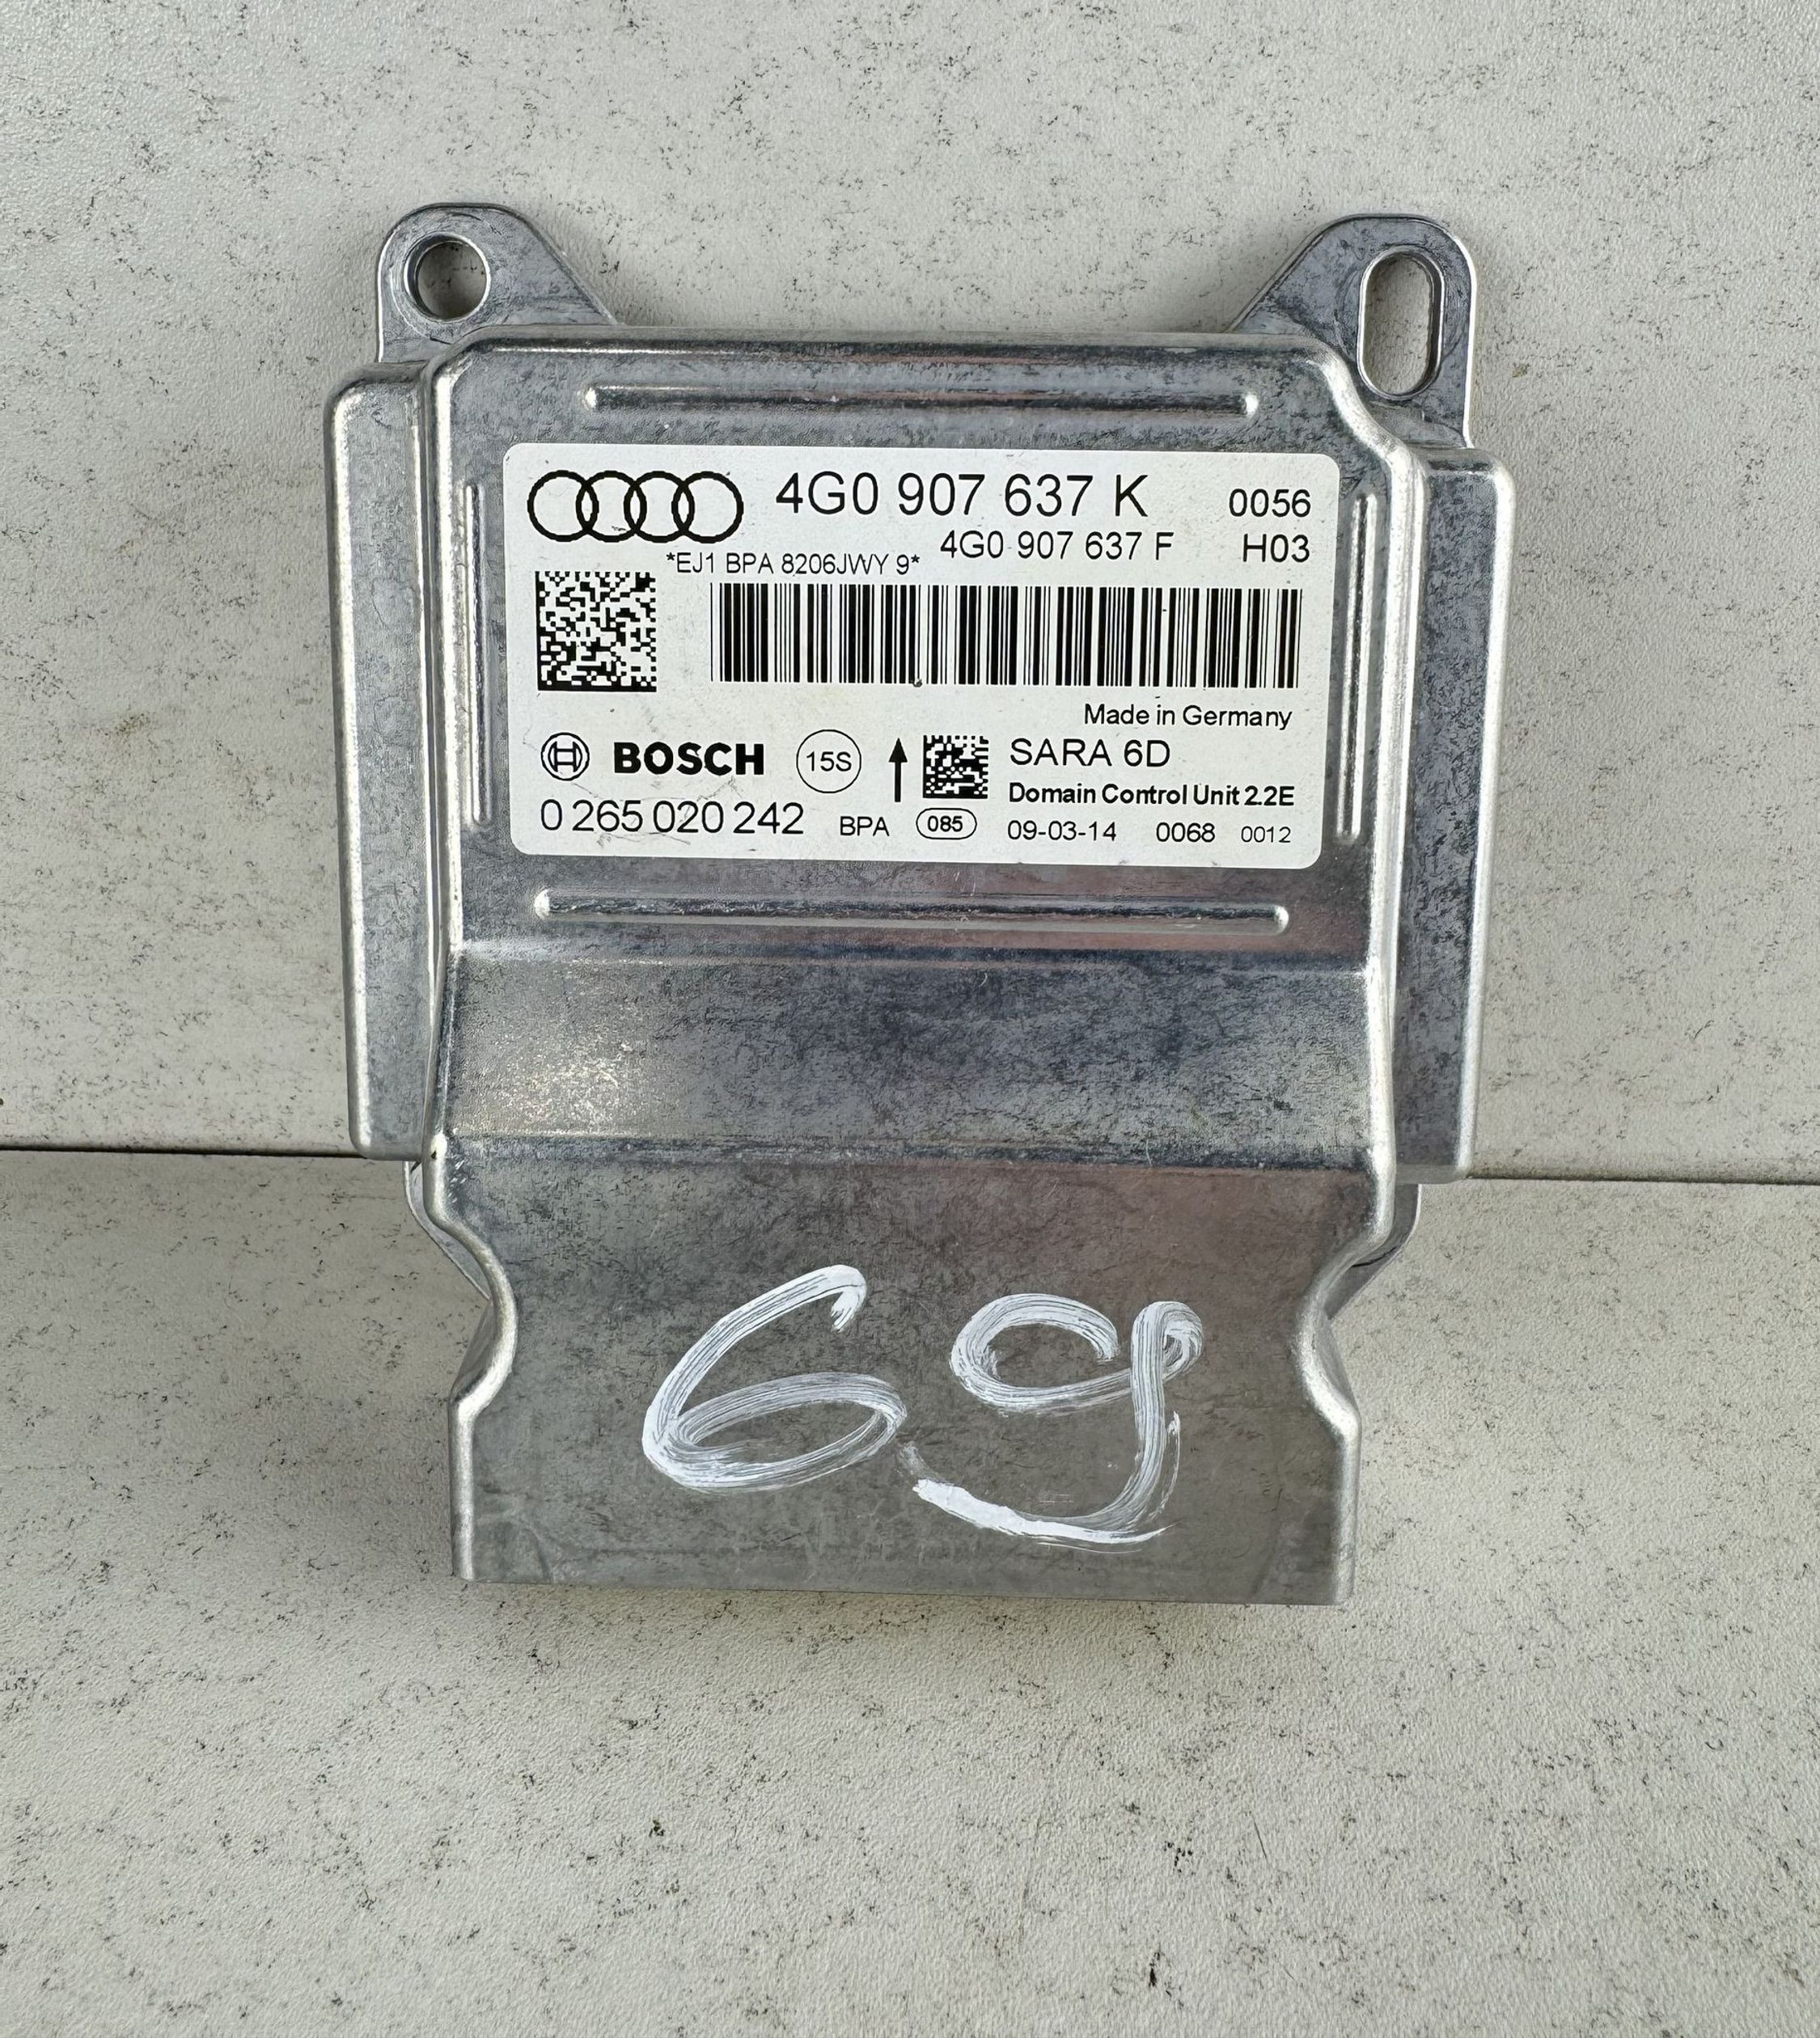 4G0 907 637 K 0056
4G0 907 637 F H03
*EJ1 BPA 8206JWY 9*
Made in Germany
BOSCH 15S SARA 6D
Domain Control Unit 2.2E
0 265 020 242 BPA 085 09-03-14 0068 0012
69